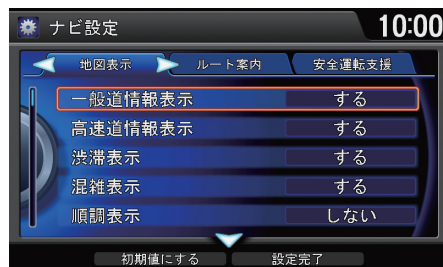 ナビ設定 10:00
地図表示 ルート案内 安全運転支援
一般道情報表示 する
高速道情報表示 する
渋滞表示 する
混雑表示 する
順調表示 しない
初期値にする 設定完了